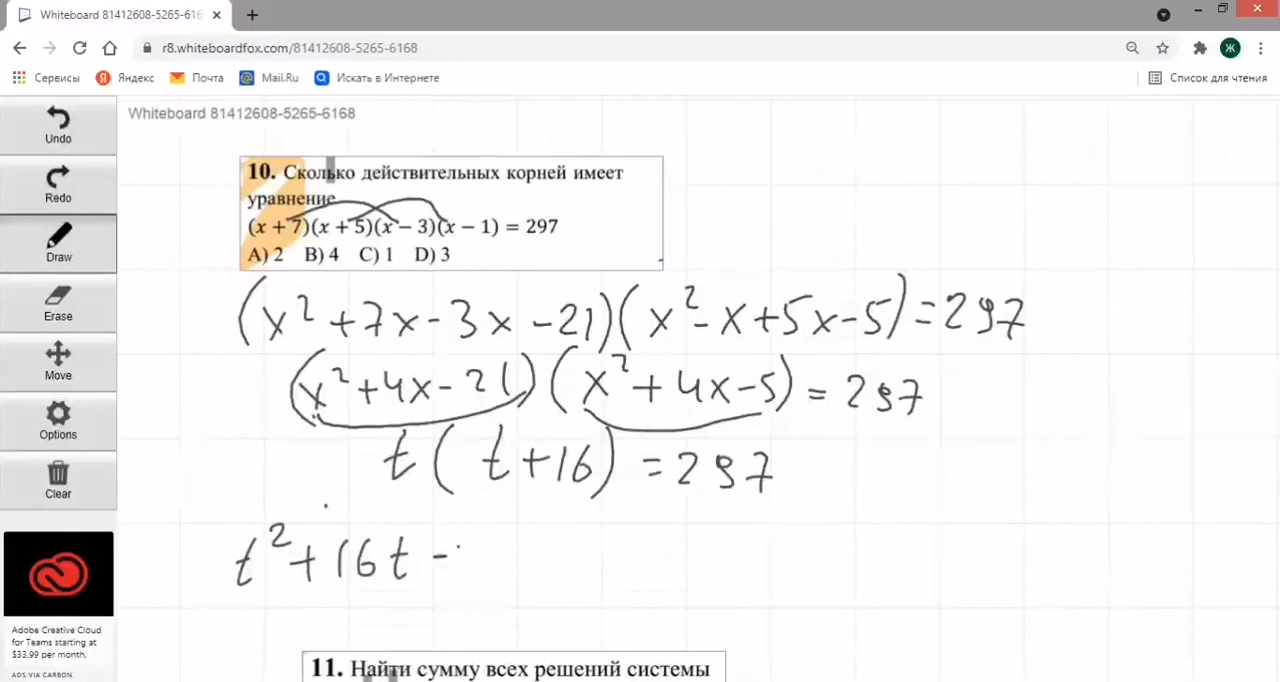 Whiteboard 81412608-5265-616
r8.whiteboardfox.com/81412608-5265-6168
Ж
Сервисы Яндекс Почта Mail.Ru Искать в Интернете Список для чтения
Whiteboard 81412608-5265-6168
Undo
Redo
Draw
Erase
Move
Options
Clear
Adobe Creative Cloud
for Teams starting at
$33.99 per month.
ADS VIA CARBON
10. Сколько действительных корней имеет
уравнение
(x + 7)(x + 5)(x − 3)(x − 1) = 297
A) 2 B) 4 C) 1 D) 3
(x² + 7x - 3x - 21)(x² - x + 5x - 5) = 297
(x² + 4x - 21)(x² + 4x - 5) = 297
t(t + 16) = 297
t² + 16t -
11. Найти сумму всех решений системы